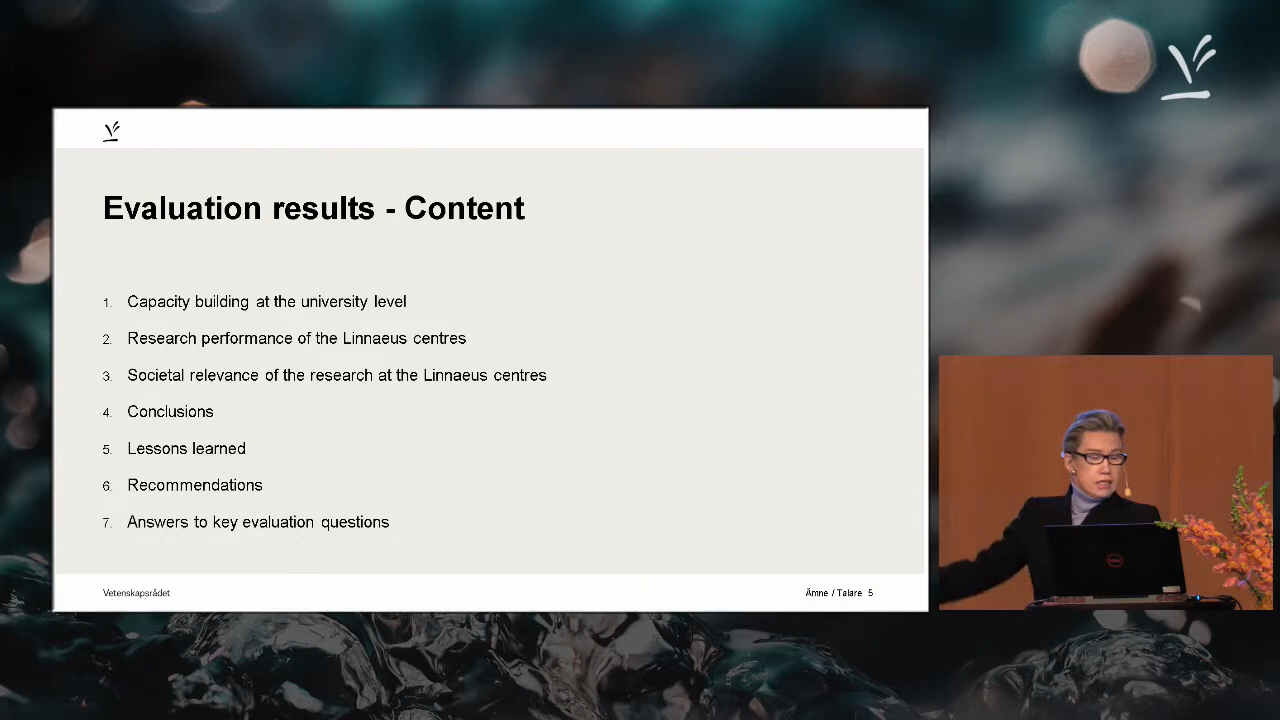 Evaluation results - Content
1. Capacity building at the university level
2. Research performance of the Linnaeus centres
3. Societal relevance of the research at the Linnaeus centres
4. Conclusions
5. Lessons learned
6. Recommendations
7. Answers to key evaluation questions
Vetenskapsrådet
Ämne / Talare 5